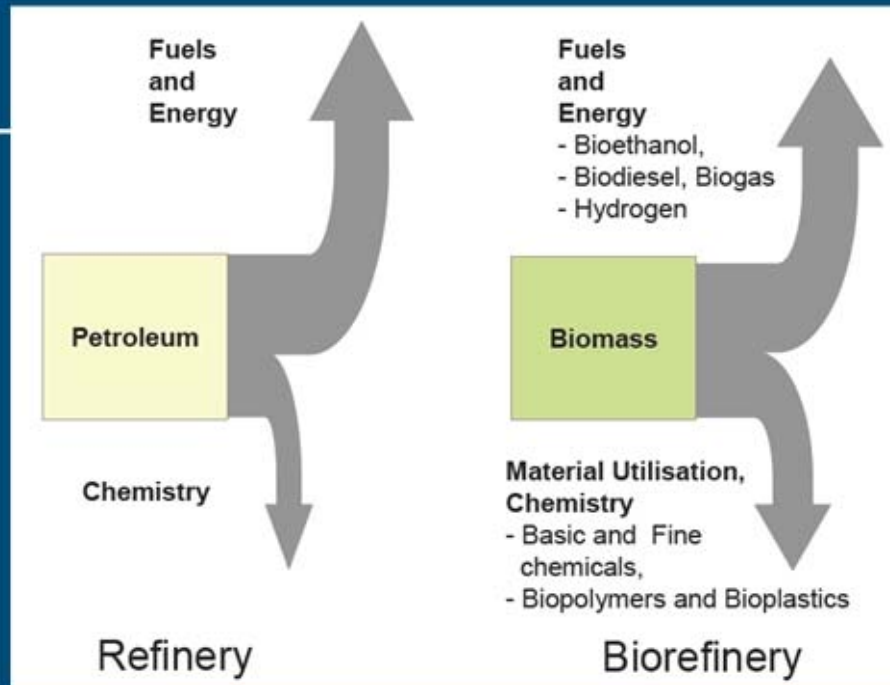 Fuels
and
Energy
Petroleum
Chemistry
Refinery
Fuels
and
Energy
- Bioethanol,
- Biodiesel, Biogas
- Hydrogen
Biomass
Material Utilisation,
Chemistry
- Basic and Fine
chemicals,
- Biopolymers and Bioplastics
Biorefinery